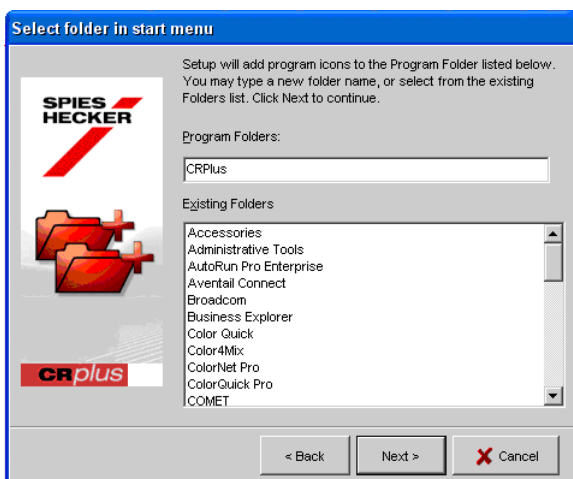 Select folder in start menu
Setup will add program icons to the Program Folder listed below.
You may type a new folder name, or select from the existing
Folders list. Click Next to continue.
SPIES
HECKER
Program Folders:
CRPlus
Existing Folders
Accessories
Administrative Tools
AutoRun Pro Enterprise
Aventail Connect
Broadcom
Business Explorer
Color Quick
Color4Mix
ColorNet Pro
ColorQuick Pro
COMET
CRplus
< Back
Next >
Cancel